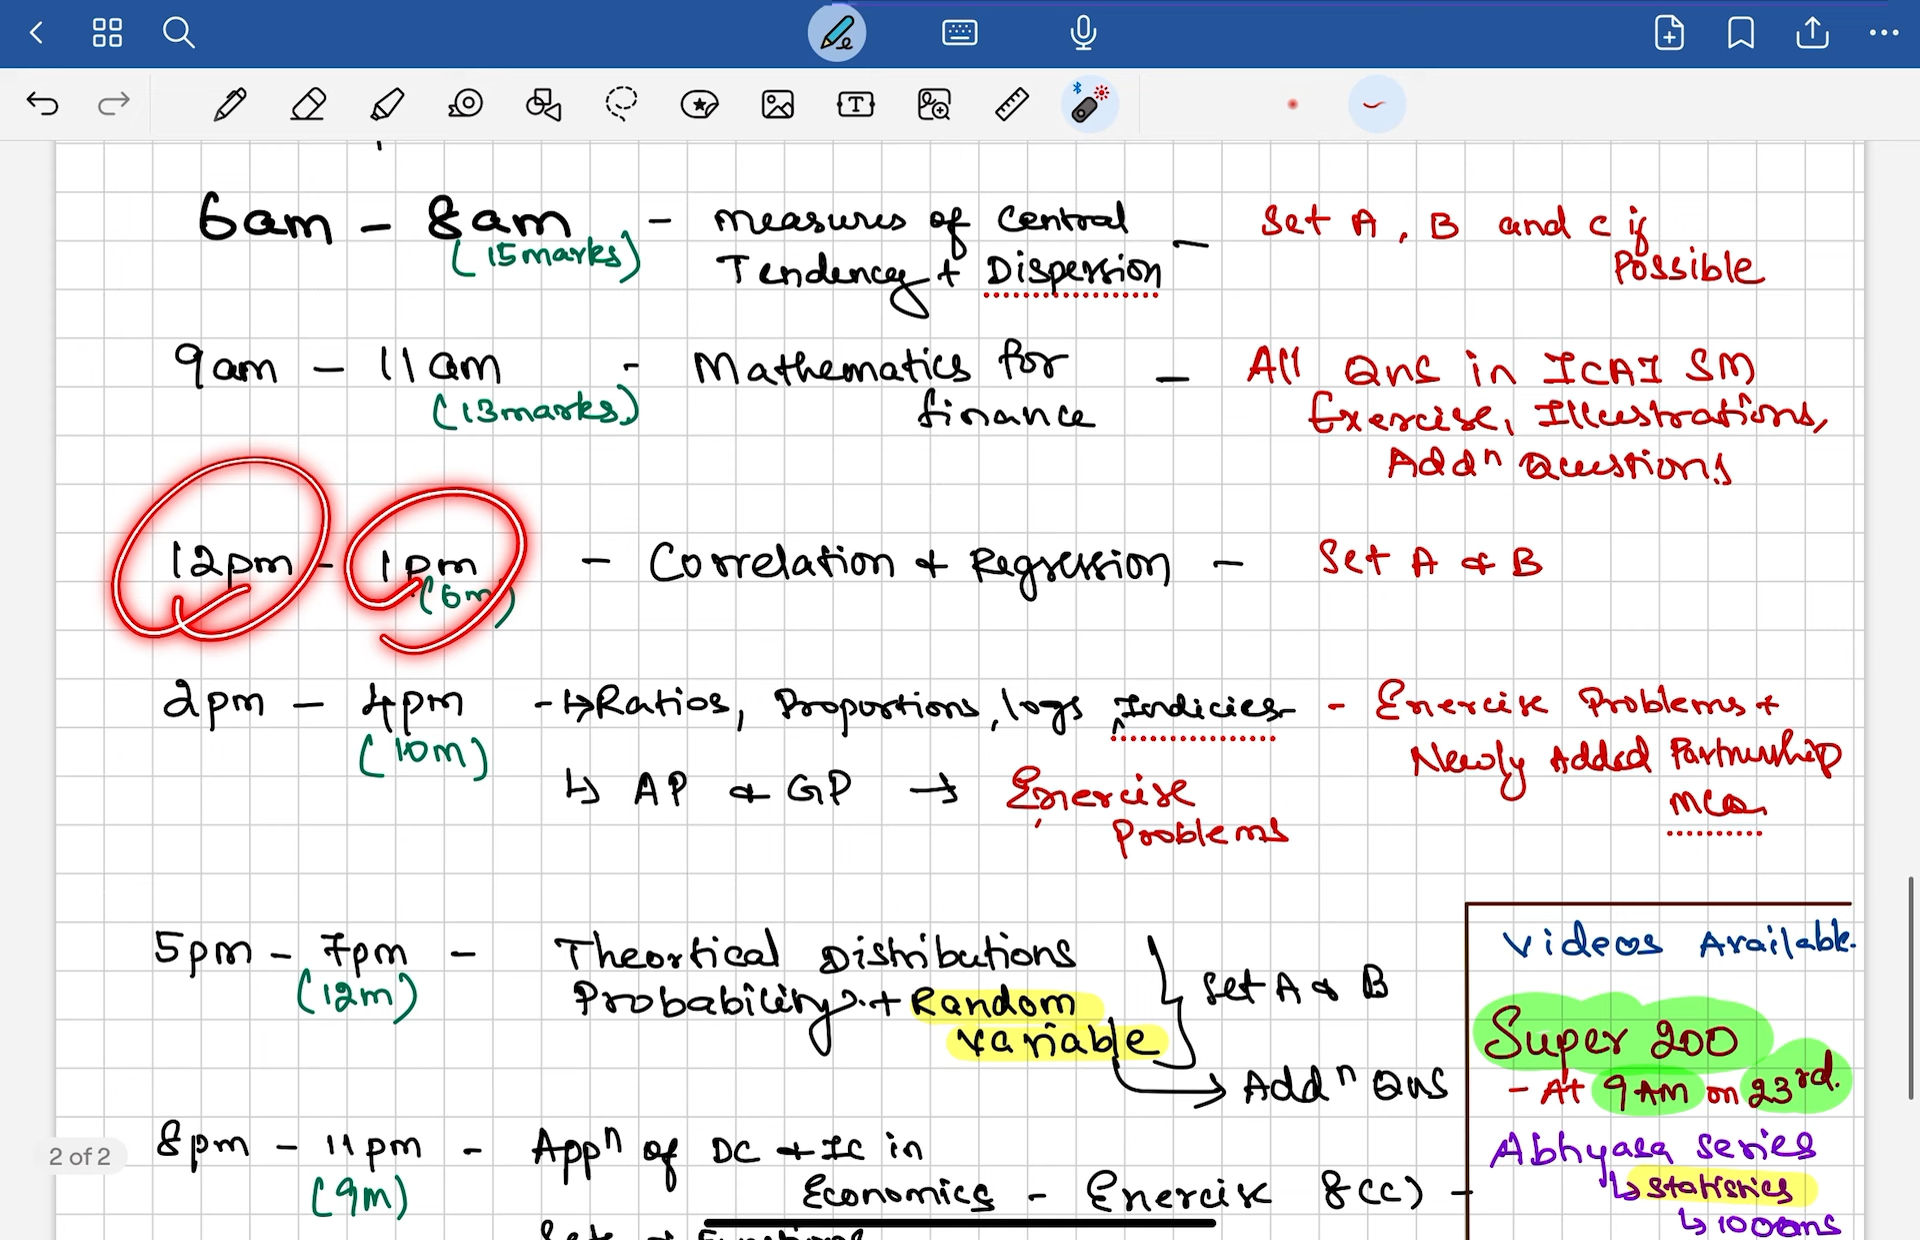 6am - 8am - measures of central - Set A, B and C if
(15marks) Tendency + Dispersion Possible
9am - 11am - Mathematics for - All Qns in ICAI SM
(13marks) finance Exercise, Illustrations,
Addn Questions
12pm - 1pm - Correlation & Regression - Set A & B
(6m)
2pm - 4pm - ↳ Ratios, Proportions, logs, Indicies - Exercise Problems +
(10m) Newly Added Partnership
MCQ
↳ AP & GP → Exercise
Problems
5pm - 7pm - Theortical Distributions
(12m) Probability + Random
Variable
Set A & B
→ Addn Qns
Videos Available.
Super 200
- At 9AM on 23rd.
Abhyasa series
↳ Statistics
↳ 100Qns
8pm - 11pm - Appn of DC & IC in
(9m) Economics - Exercise 8(C) -
2 of 2